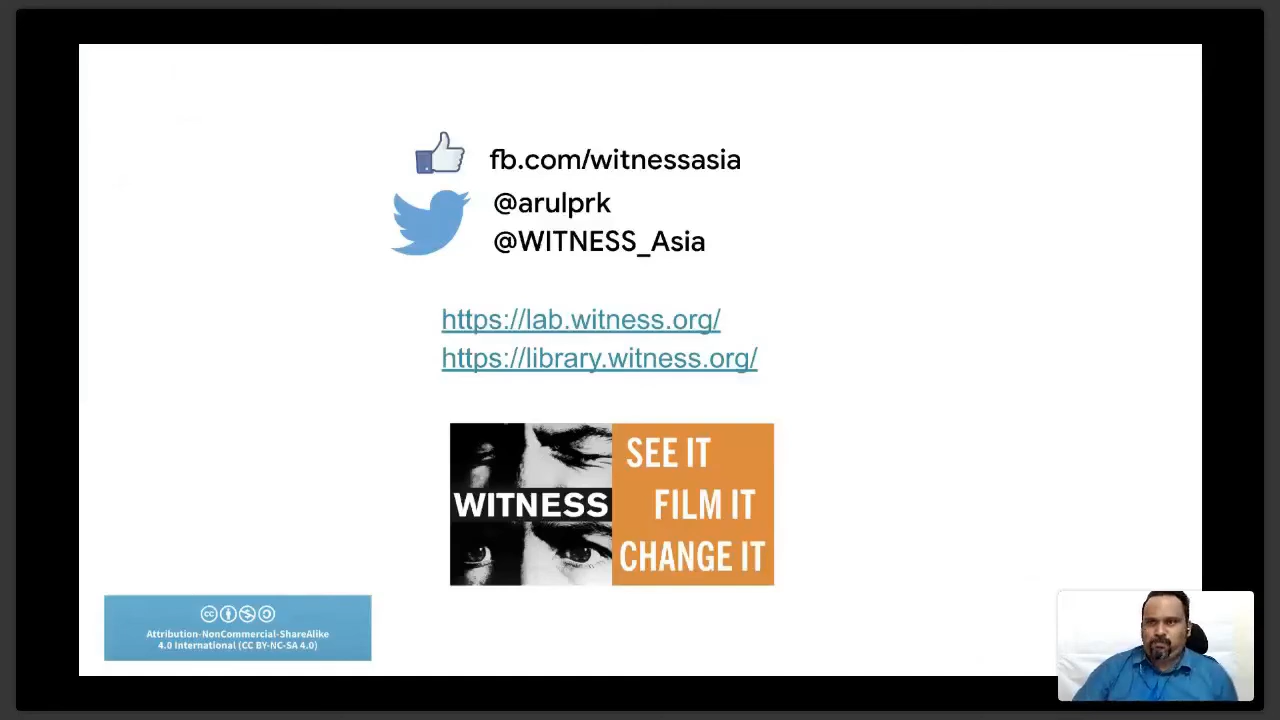 fb.com/witnessasia
@arulprk
@WITNESS_Asia
https://lab.witness.org/
https://library.witness.org/
WITNESS
SEE IT
FILM IT
CHANGE IT
cc
Attribution-NonCommercial-ShareAlike
4.0 International (CC BY-NC-SA 4.0)